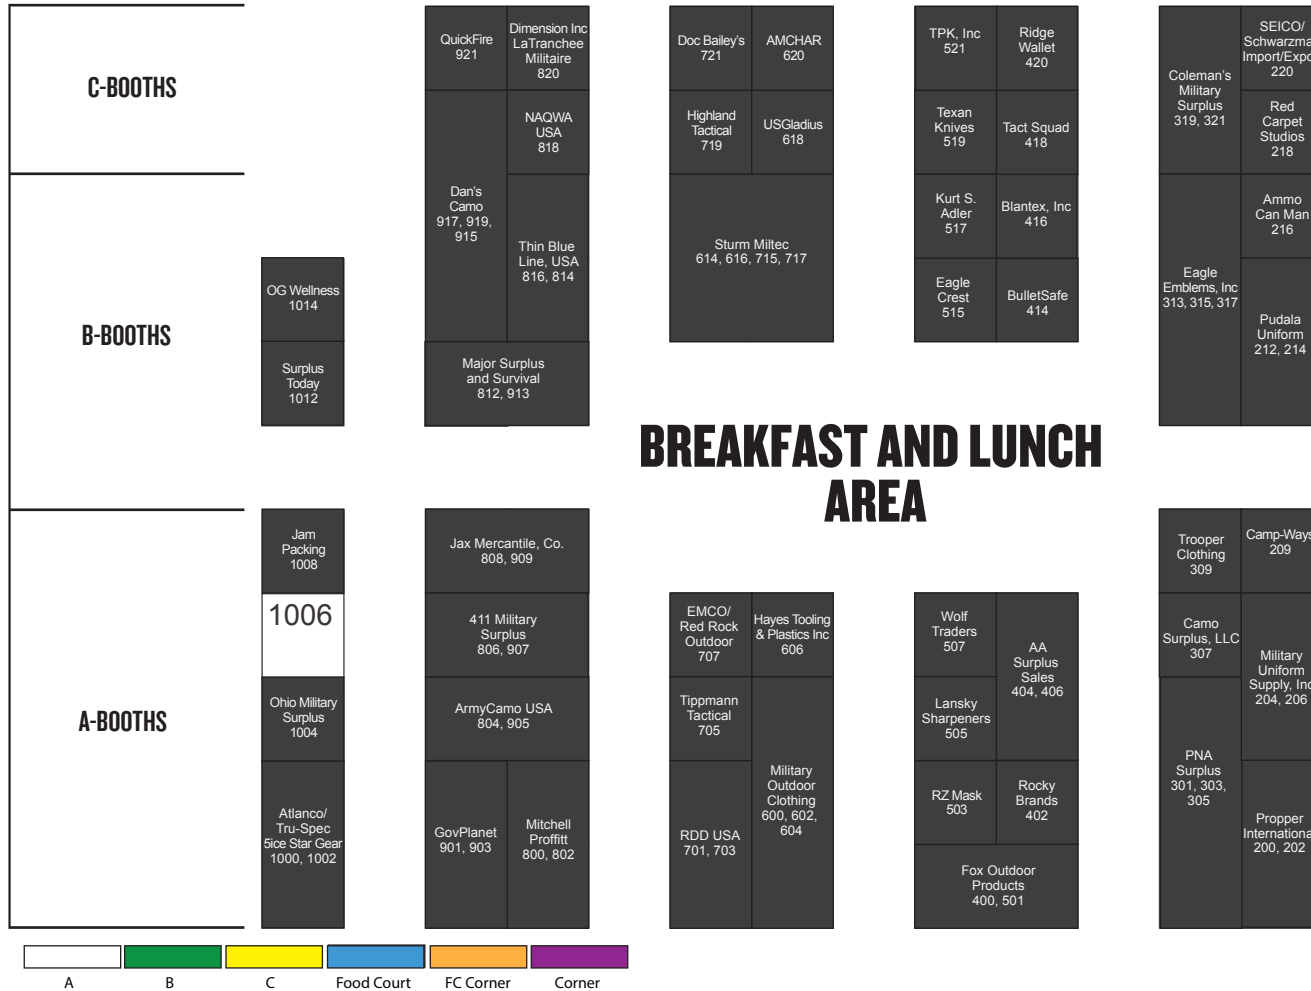 C-BOOTHS
B-BOOTHS
A-BOOTHS
OG Wellness
1014
Surplus
Today
1012
Jam
Packing
1008
1006
Ohio Military
Surplus
1004
Atlanco/
Tru-Spec
5ice Star Gear
1000, 1002
QuickFire
921
Dimension Inc
LaTranchee
Militaire
820
NAQWA
USA
818
Dan's
Camo
917, 919,
915
Thin Blue
Line, USA
816, 814
Major Surplus
and Survival
812, 913
Jax Mercantile, Co.
808, 909
411 Military
Surplus
806, 907
ArmyCamo USA
804, 905
GovPlanet
901, 903
Mitchell
Proffitt
800, 802
Doc Bailey's
721
AMCHAR
620
Highland
Tactical
719
USGladius
618
Sturm Miltec
614, 616, 715, 717
BREAKFAST AND LUNCH
AREA
EMCO/
Red Rock
Outdoor
707
Hayes Tooling
& Plastics Inc
606
Tippmann
Tactical
705
Military
Outdoor
Clothing
600, 602,
604
RDD USA
701, 703
TPK, Inc
521
Ridge
Wallet
420
Texan
Knives
519
Tact Squad
418
Kurt S.
Adler
517
Blantex, Inc
416
Eagle
Crest
515
BulletSafe
414
Wolf
Traders
507
AA
Surplus
Sales
404, 406
Lansky
Sharpeners
505
RZ Mask
503
Rocky
Brands
402
Fox Outdoor
Products
400, 501
Coleman's
Military
Surplus
319, 321
SEICO/
Schwarzma
Import/Expo
220
Red
Carpet
Studios
218
Ammo
Can Man
216
Eagle
Emblems, Inc
313, 315, 317
Pudala
Uniform
212, 214
Trooper
Clothing
309
Camp-Ways
209
Camo
Surplus, LLC
307
Military
Uniform
Supply, Inc
204, 206
PNA
Surplus
301, 303,
305
Propper
International
200, 202
A
B
C
Food Court
FC Corner
Corner